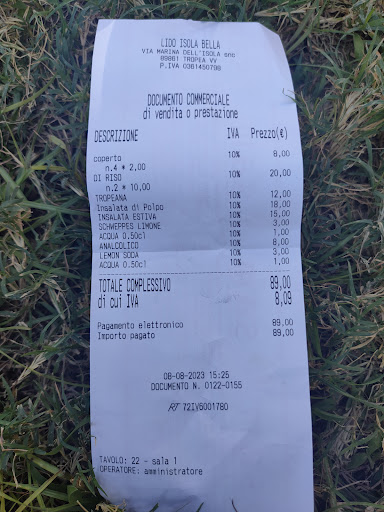 LIDO ISOLA BELLA
VIA MARINA DELL'ISOLA snc
89861 TROPEA VV
P.IVA 0361450798
DOCUMENTO COMMERCIALE
di vendita o prestazione
DESCRIZIONE IVA Prezzo(€)
coperto 10% 8,00
n.4 * 2,00
DI RISO 10% 20,00
n.2 * 10,00
TROPEANA 10% 12,00
Insalata di Polpo 10% 18,00
INSALATA ESTIVA 10% 15,00
SCHWEPPES LIMONE 10% 3,00
ACQUA 0.50cl 10% 1,00
ANALCOLICO 10% 8,00
LEMON SODA 10% 3,00
ACQUA 0.50cl 10% 1,00
TOTALE COMPLESSIVO 89,00
di cui IVA 8,09
Pagamento elettronico 89,00
Importo pagato 89,00
08-08-2023 15:25
DOCUMENTO N. 0122-0155
RT 72IV6001780
TAVOLO: 22 - sala 1
OPERATORE: amministratore